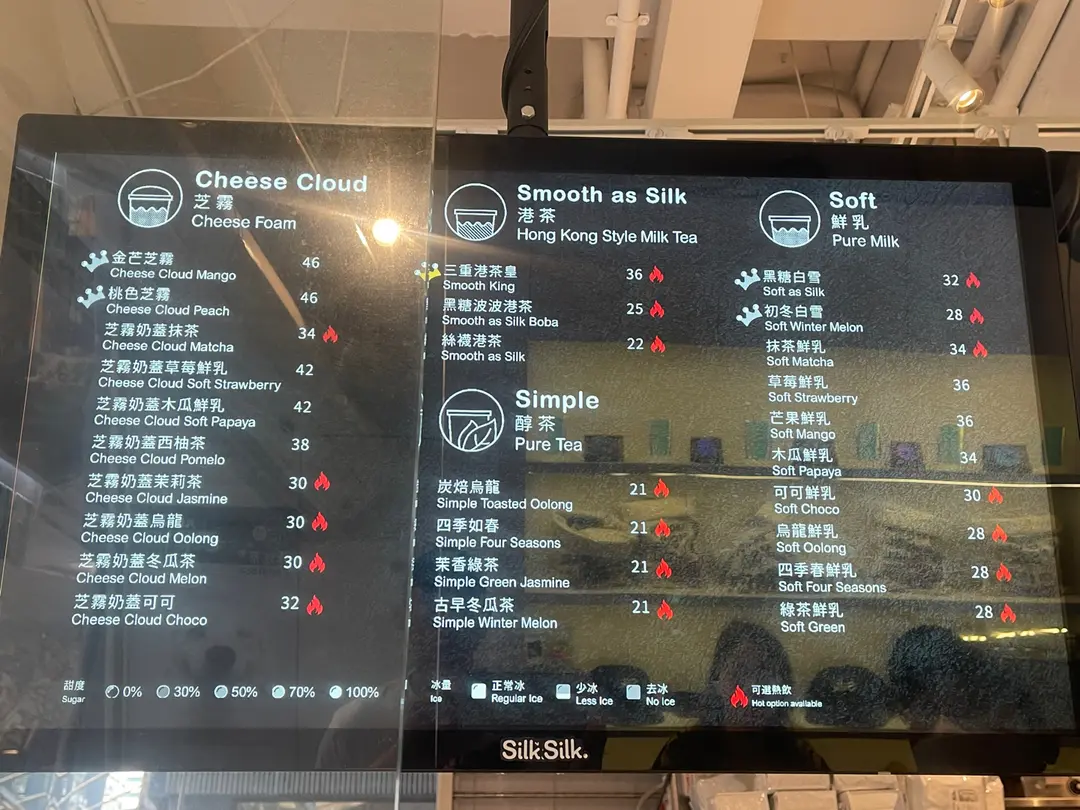 Cheese Cloud
芝霧
Cheese Foam
金芒芝霧 46
Cheese Cloud Mango
桃色芝霧 46
Cheese Cloud Peach
芝霧奶蓋抹茶 34
Cheese Cloud Matcha
芝霧奶蓋草莓鮮乳 42
Cheese Cloud Soft Strawberry
芝霧奶蓋木瓜鮮乳 42
Cheese Cloud Soft Papaya
芝霧奶蓋西柚茶 38
Cheese Cloud Pomelo
芝霧奶蓋茉莉茶 30
Cheese Cloud Jasmine
芝霧奶蓋烏龍 30
Cheese Cloud Oolong
芝霧奶蓋冬瓜茶 30
Cheese Cloud Melon
芝霧奶蓋可可 32
Cheese Cloud Choco
Smooth as Silk
港茶
Hong Kong Style Milk Tea
三重港茶皇 36
Smooth King
黑糖波波港茶 25
Smooth as Silk Boba
絲襪港茶 22
Smooth as Silk
Simple
醇茶
Pure Tea
炭焙烏龍 21
Simple Toasted Oolong
四季如春 21
Simple Four Seasons
茉香綠茶 21
Simple Green Jasmine
古早冬瓜茶 21
Simple Winter Melon
Soft
鮮乳
Pure Milk
黑糖白雪 32
Soft as Silk
初冬白雪 28
Soft Winter Melon
抹茶鮮乳 34
Soft Matcha
草莓鮮乳 36
Soft Strawberry
芒果鮮乳 36
Soft Mango
木瓜鮮乳 34
Soft Papaya
可可鮮乳 30
Soft Choco
烏龍鮮乳 28
Soft Oolong
四季春鮮乳 28
Soft Four Seasons
綠茶鮮乳 28
Soft Green
甜度
Sugar
0% 30% 50% 70% 100%
冰量
Ice
正常冰
Regular Ice
少冰
Less Ice
去冰
No ice
可選熱飲
Hot option available
Silk Silk.